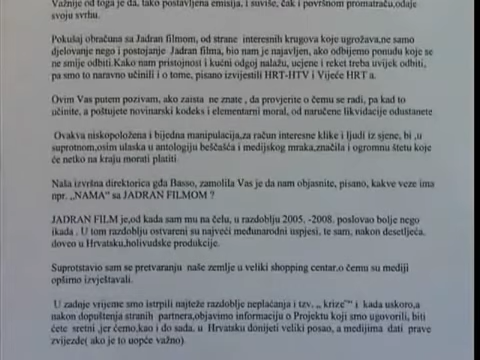 Važnije od toga je da, tako postavljena emisija, i suviše, čak i površnom promatraču,odaje
svoju svrhu.
Pokušaj obračuna sa Jadran filmom, od strane interesnih krugova koje ugrožava,ne samo
djelovanje nego i postojanje Jadran filma, bio nam je najavljen, ako odbijemo ponudu koja se
ne smije odbiti.Kako nam pristojnost i kućni odgoj nalažu, ucjene i reket treba uvijek odbiti,
pa smo to naravno učinili i o tome, pisano izvijestili HRT-HTV i Vijeće HRT a.
Ovim Vas putem pozivam, ako zaista ne znate , da provjerite o čemu se radi, pa kad to
učinite, a poštujete novinarski kodeks i elementarni moral, od naručene likvidacije odustanete
Ovakva niskopoložena i bijedna manipulacija,za račun interesne klike i ljudi iz sjene, bi ,u
suprotnom,osim ulaska u antologiju beščašća i medijskog mraka,značila i ogromnu štetu koje
će netko na kraju morati platiti.
Naša izvršna direktorica gđa Basso, zamolila Vas je da nam objasnite, pisano, kakve veze ima
npr. „NAMA“ sa JADRAN FILMOM ?
JADRAN FILM je,od kada sam mu na čelu, u razdoblju 2005. -2008. poslovao bolje nego
ikada . U tom razdoblju ostvareni su najveći međunarodni uspjesi, te sam, nakon desetljeća,
doveo u Hrvatsku,holivudske produkcije.
Suprotstavio sam se pretvaranju naše zemlje u veliki shopping centar,o čemu su mediji
opširno izvještavali.
U zadnje vrijeme smo istrpili najteže razdoblje neplaćanja i tzv. „ krize“ i kada uskoro,a
nakon dopuštenja stranih partnera,objavimo informaciju o Projektu koji smo ugovorili, biti
ćete sretni ,jer ćemo,kao i do sada, u Hrvatsku donijeti veliki posao, a medijima dati prave
zvijezde( ako je to uopće važno).